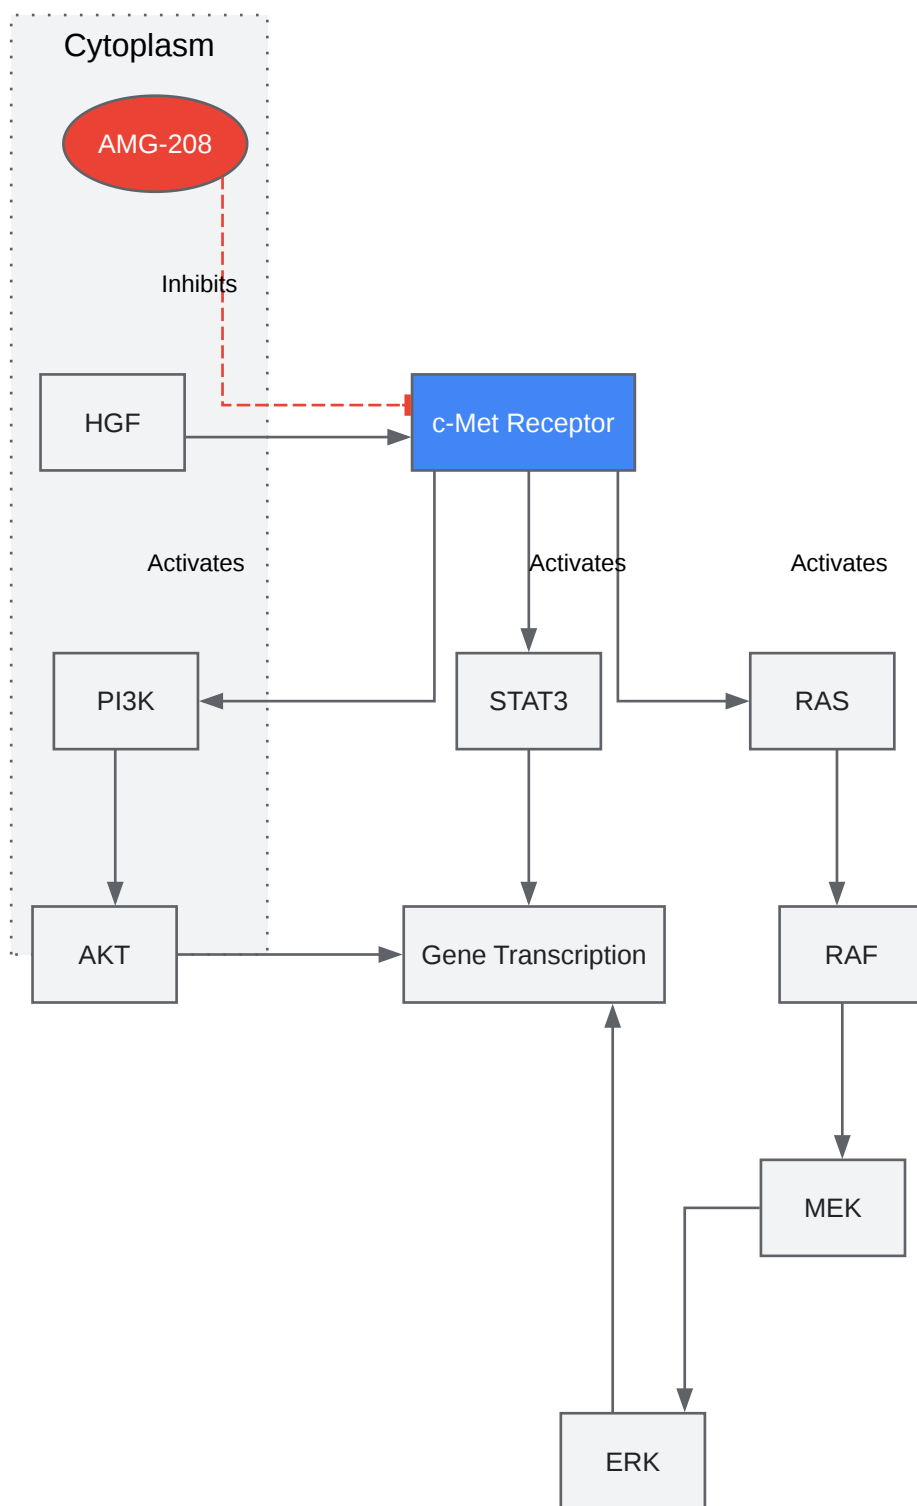 Cytoplasm
AMG-208
Inhibits
HGF
c-Met Receptor
Activates
Activates
Activates
PI3K
STAT3
RAS
AKT
Gene Transcription
RAF
MEK
ERK